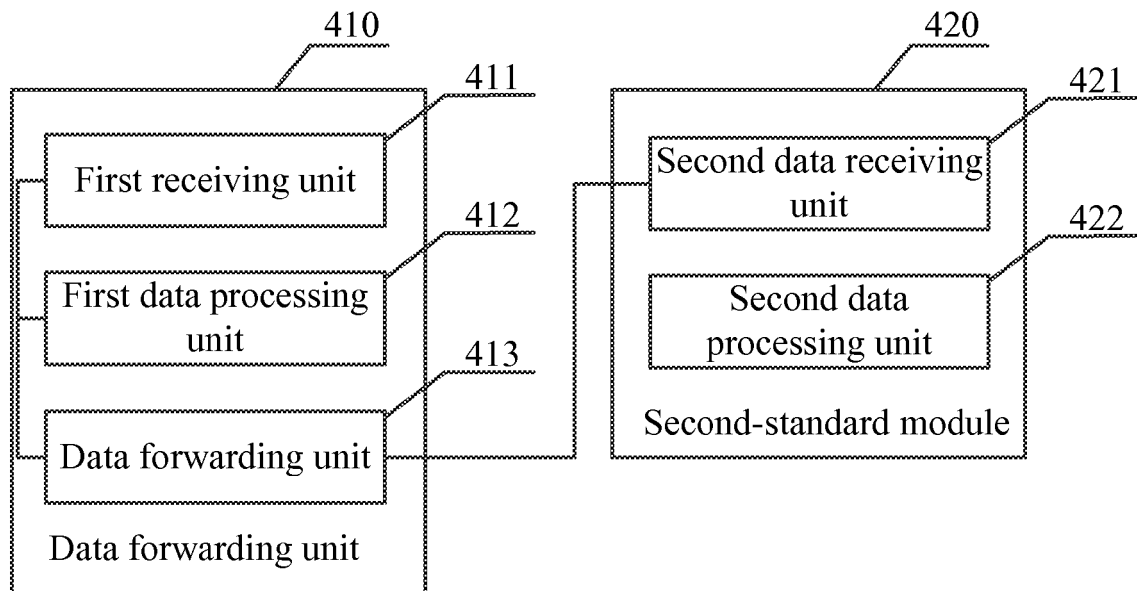 410
420
411
421
First receiving unit
Second data receiving
unit
412
422
First data processing
unit
Second data
processing unit
413
Data forwarding unit
Second-standard module
Data forwarding unit